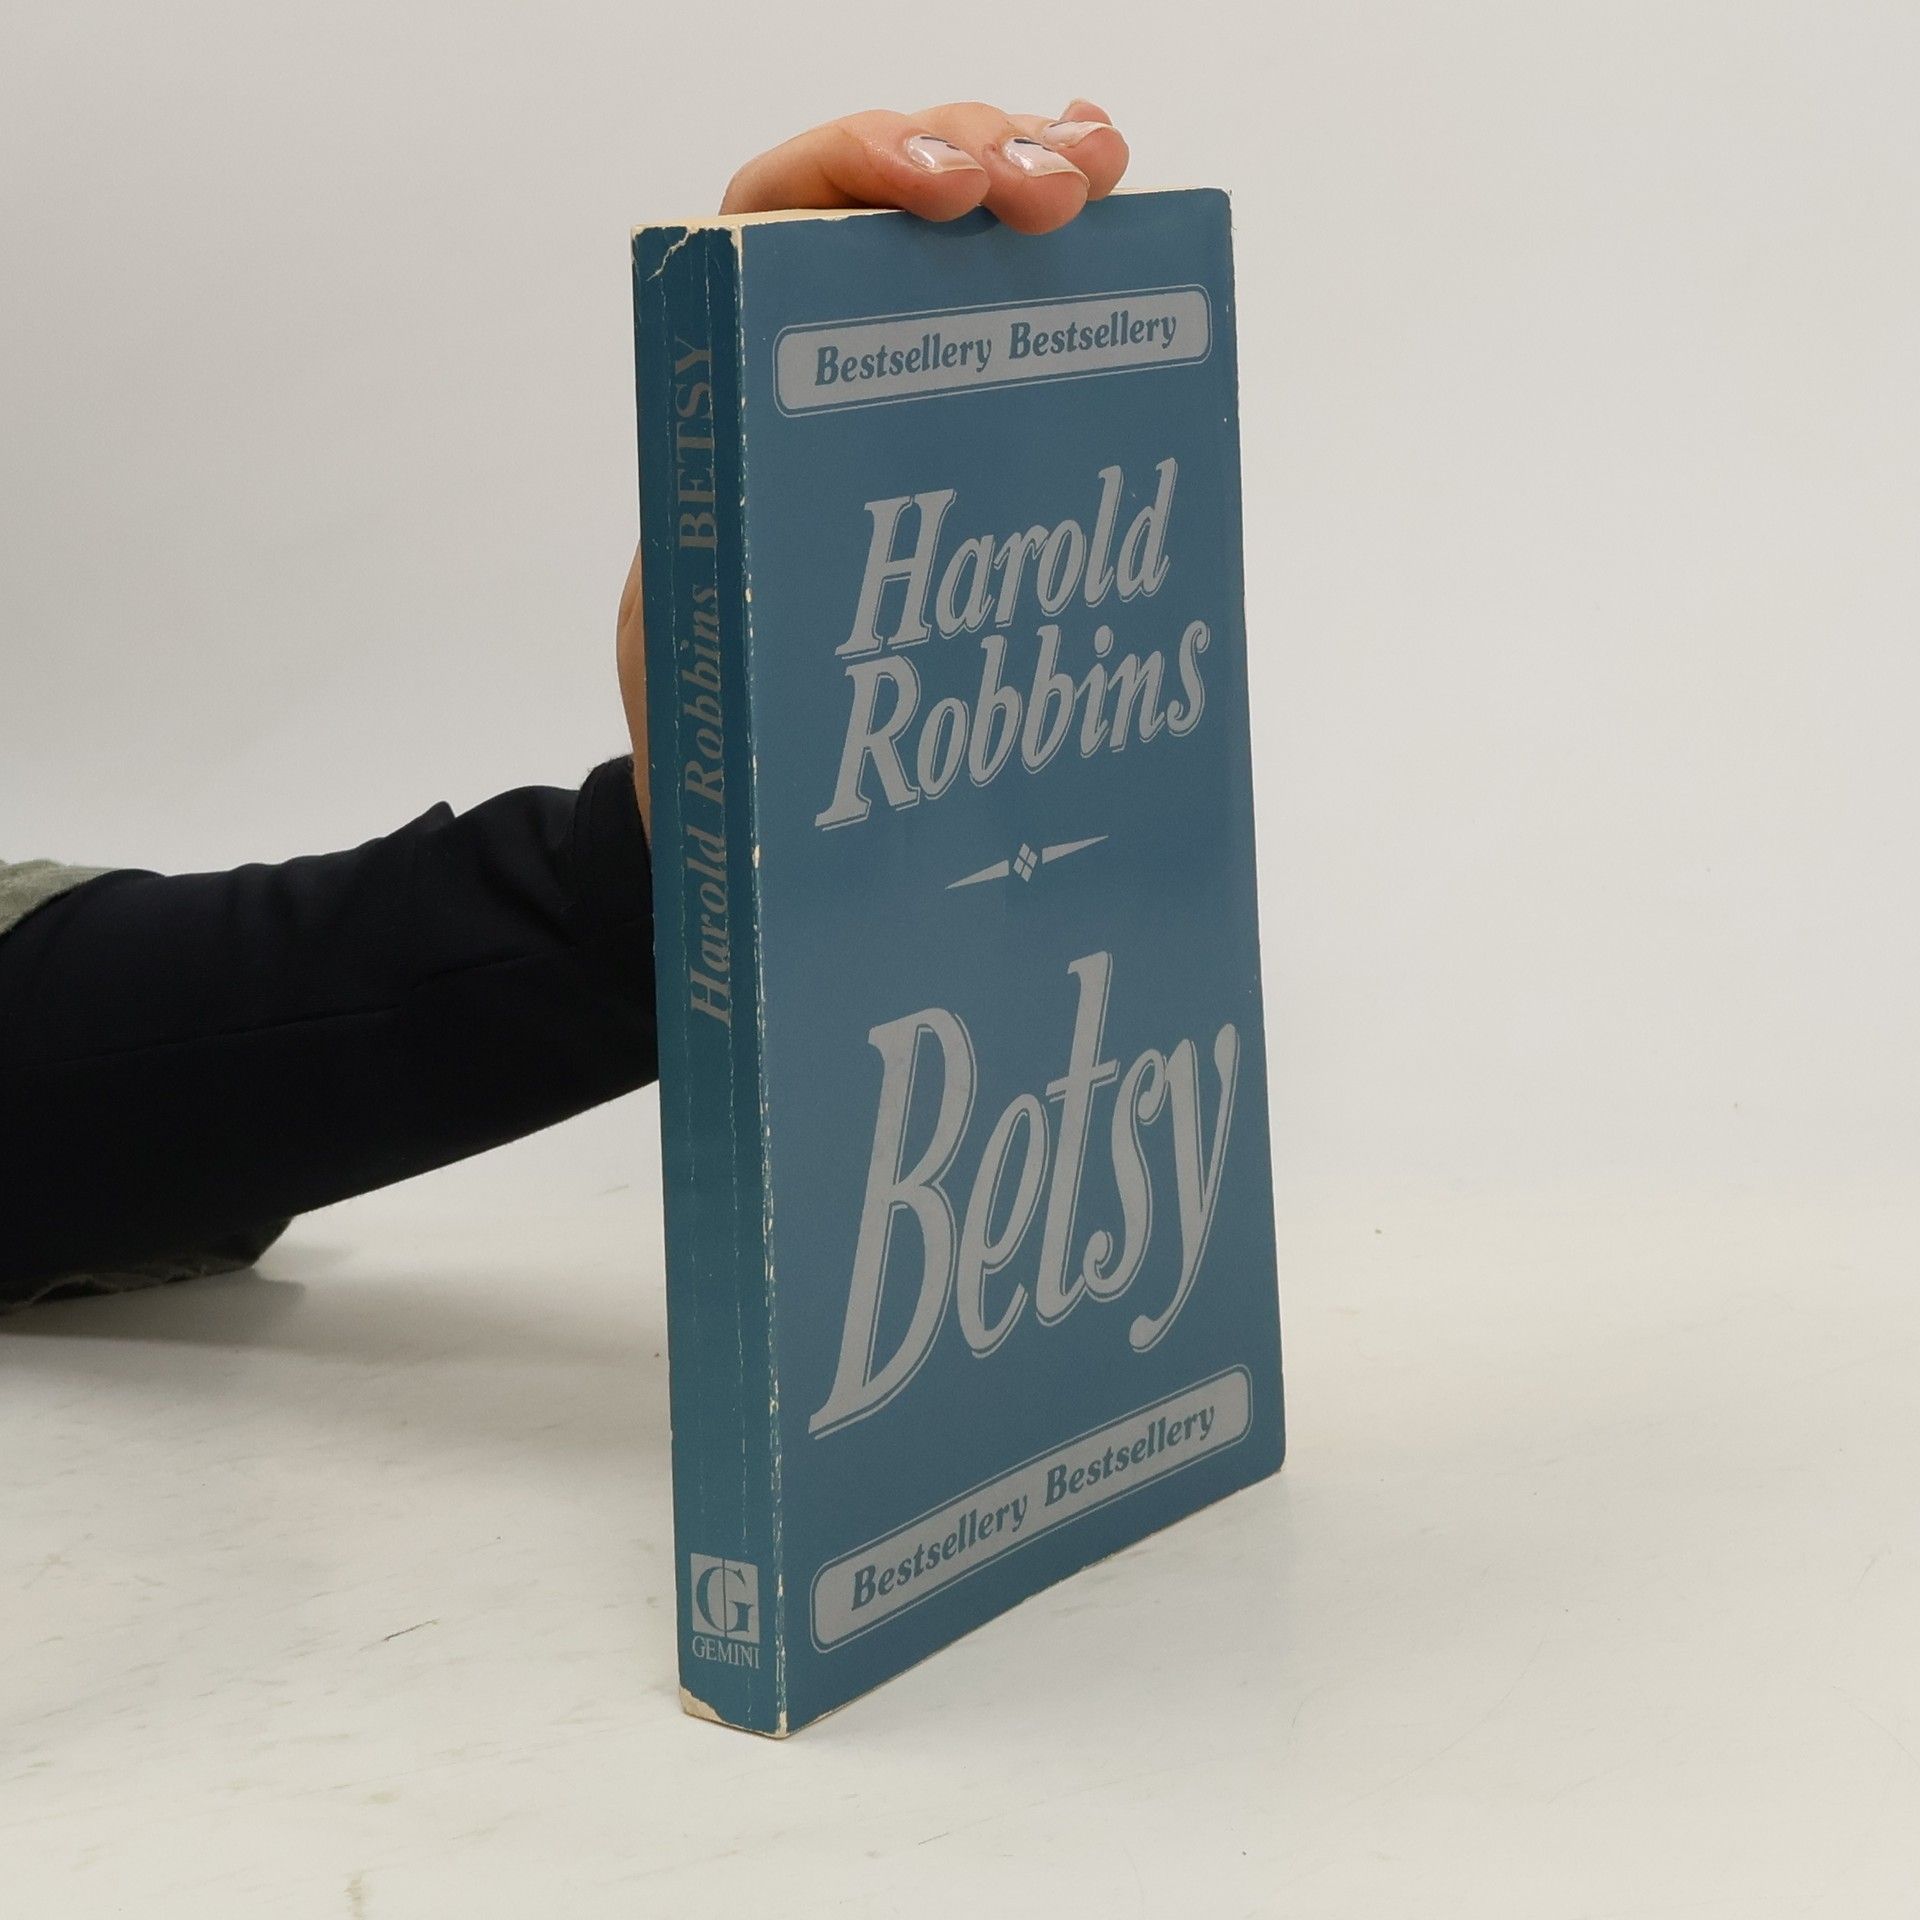 Bestsellery Bestsellery
Harold
Robbins
Betsy
Bestsellery Bestsellery
Harold Robbins BETSY
G
GEMINI